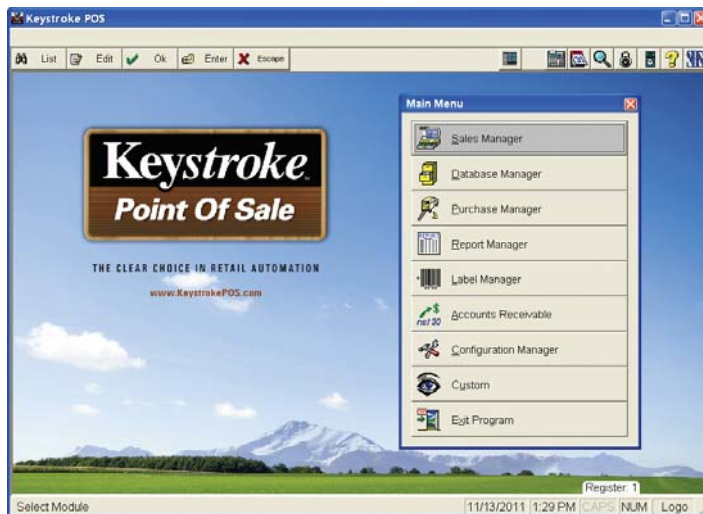 Keystroke POS
List Edit Ok Enter Escape
Main Menu
Sales Manager
Database Manager
Purchase Manager
Report Manager
Label Manager
Accounts Receivable
Configuration Manager
Custom
Exit Program
Keystroke
Point Of Sale
THE CLEAR CHOICE IN RETAIL AUTOMATION
www.KeystrokePOS.com
Register: 1
Select Module 11/13/2011 1:29 PM CAPS NUM Logo